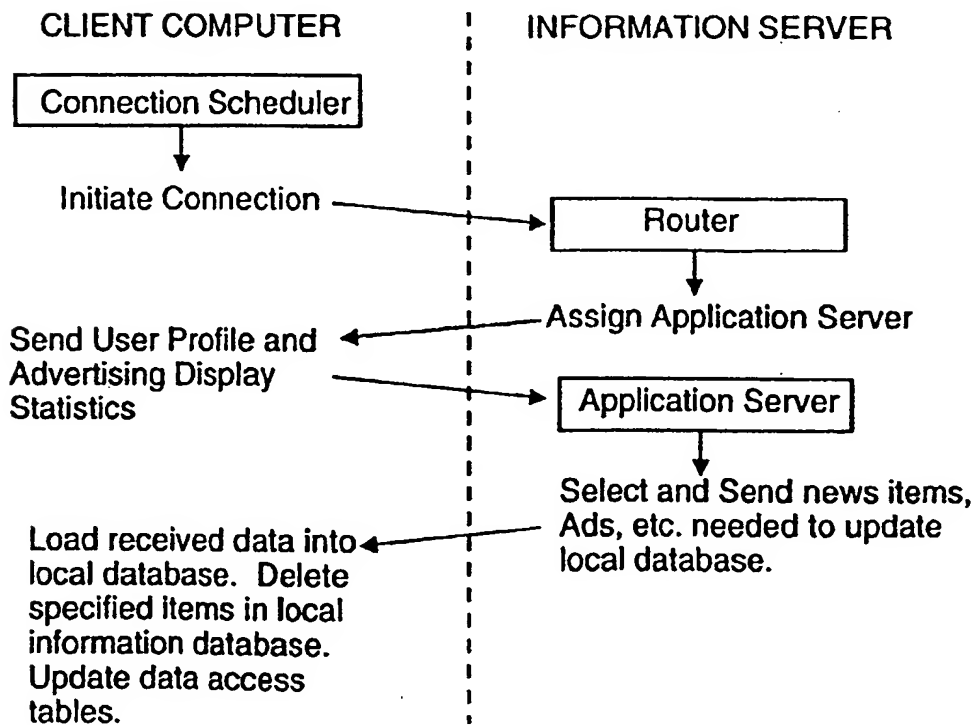 CLIENT COMPUTER
INFORMATION SERVER
Connection Scheduler
Initiate Connection
Router
Assign Application Server
Send User Profile and
Advertising Display
Statistics
Application Server
Select and Send news items,
Ads, etc. needed to update
local database.
Load received data into
local database. Delete
specified items in local
information database.
Update data access
tables.